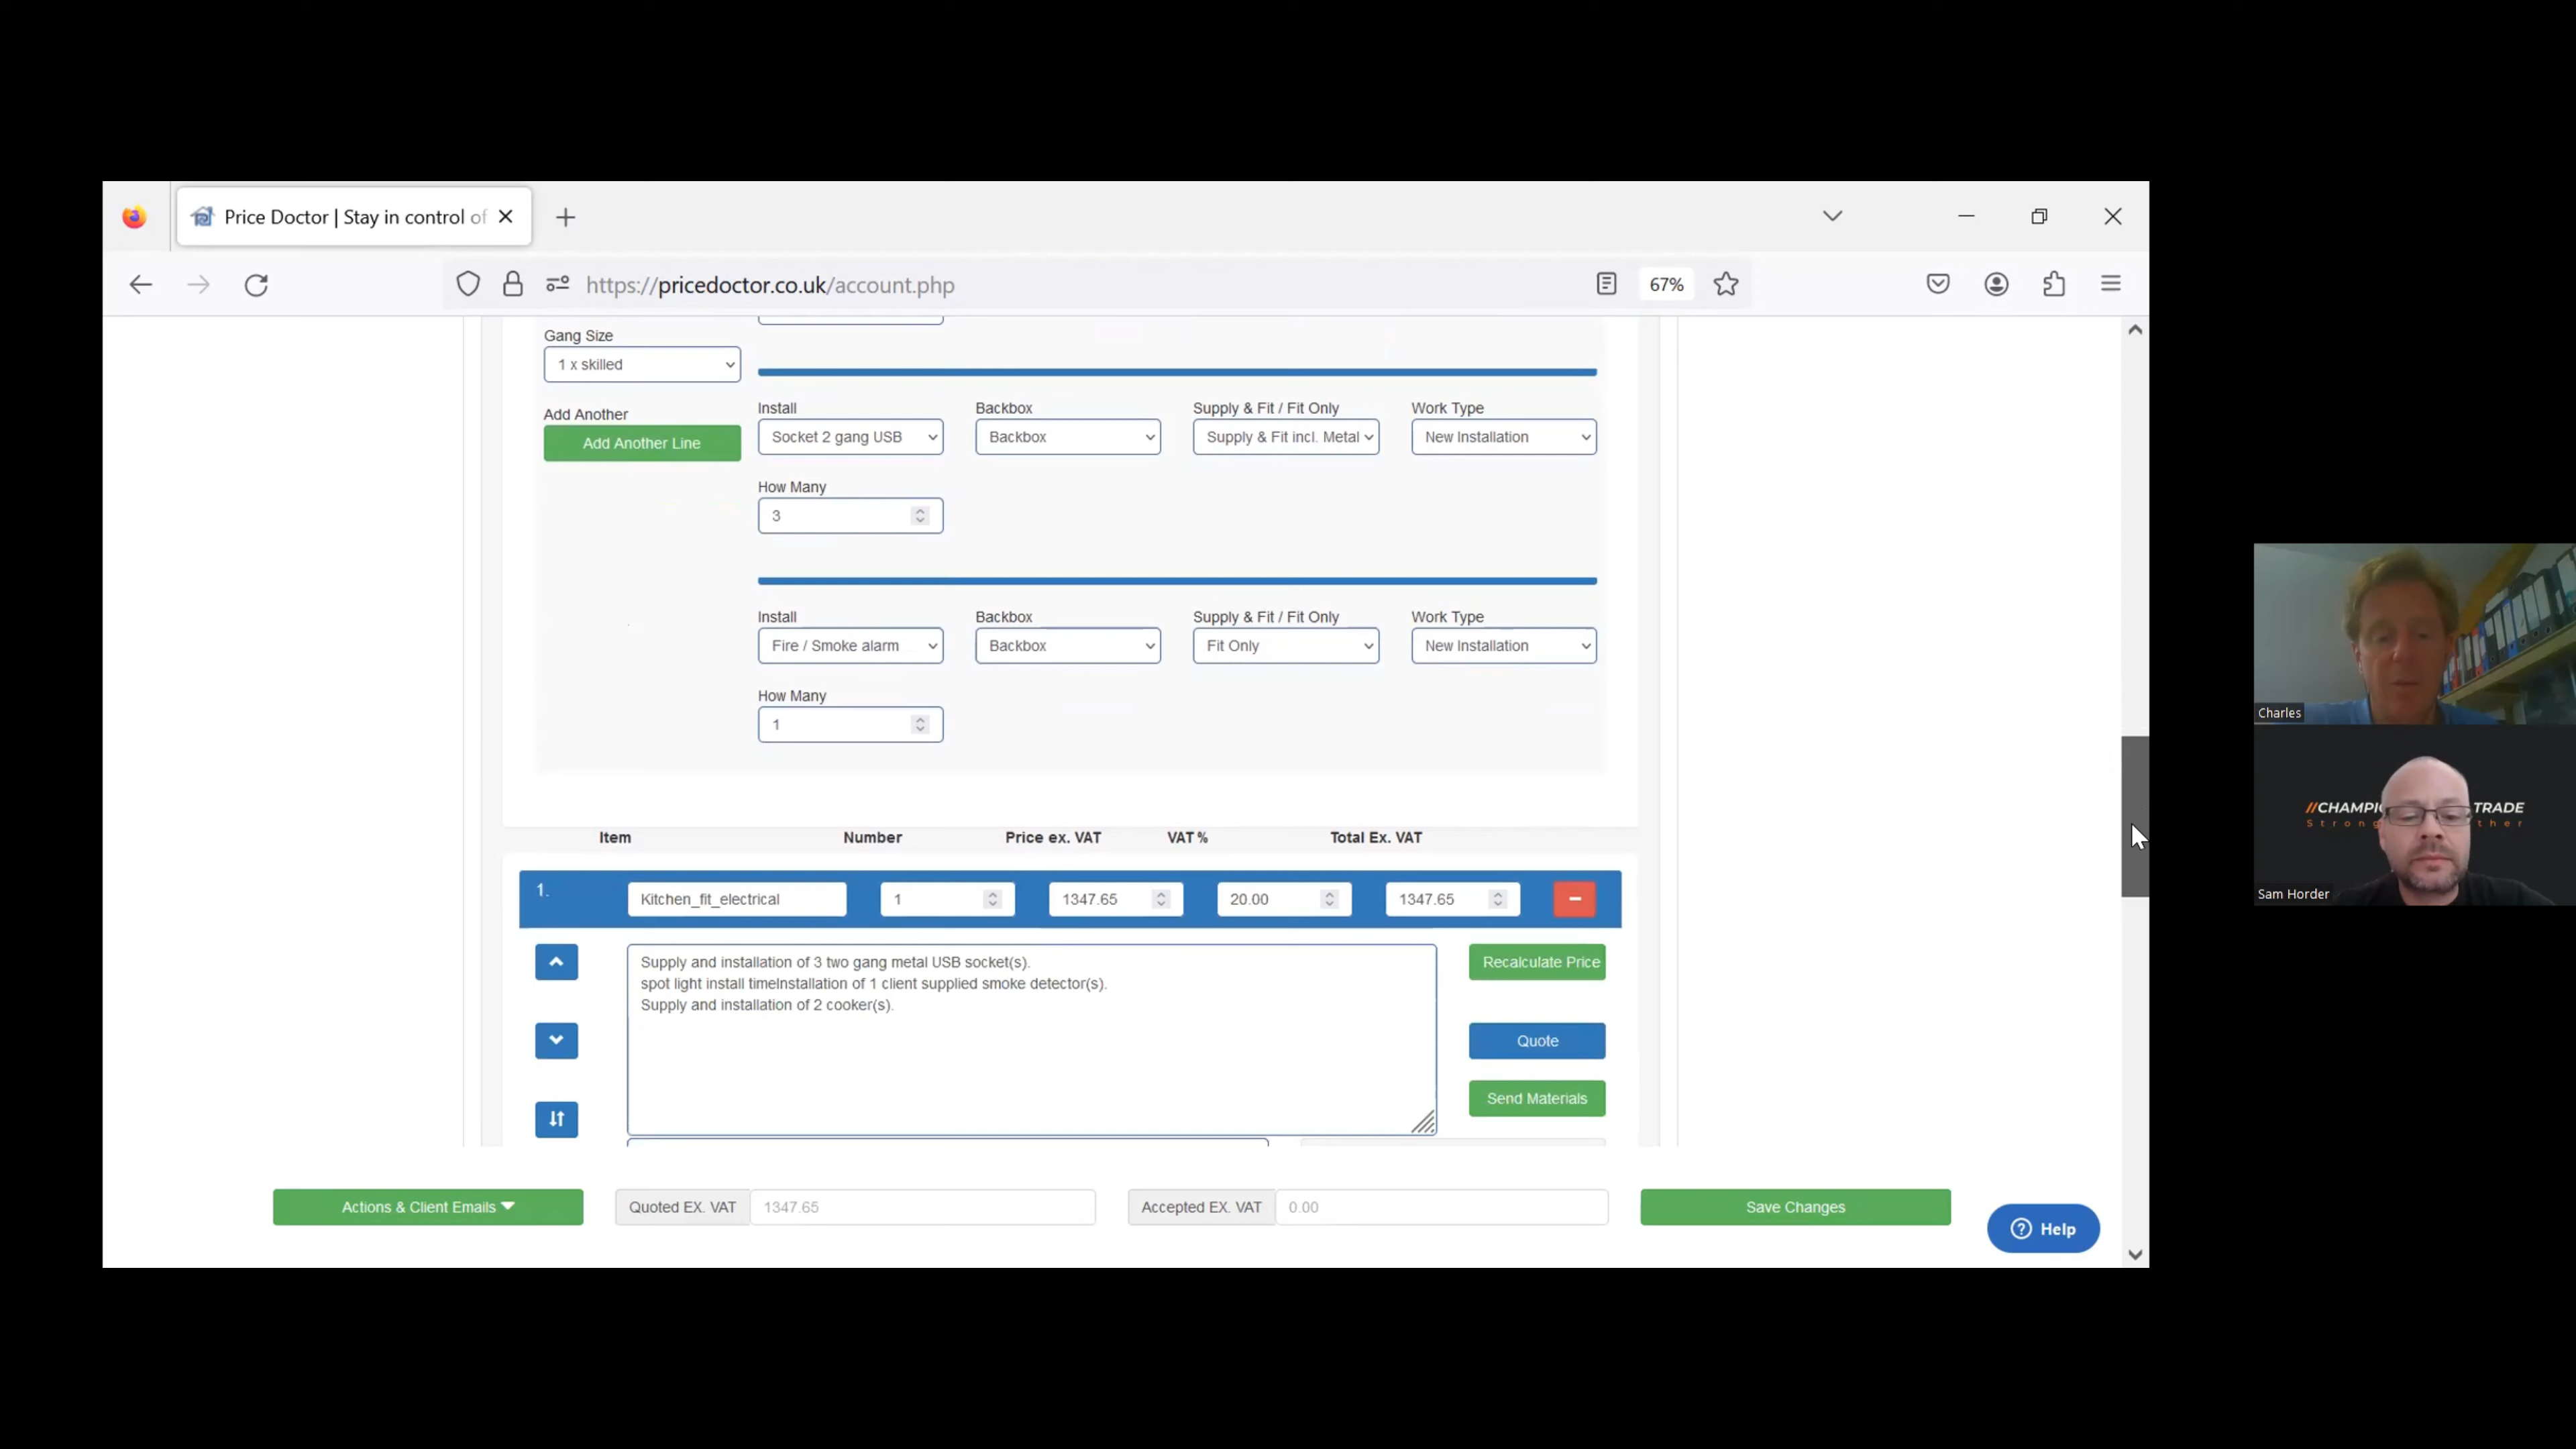 Price Doctor | Stay in control of
https://pricedoctor.co.uk/account.php
67%
Gang Size
1 x skilled
Add Another
Add Another Line
Install
Backbox
Supply & Fit / Fit Only
Work Type
Socket 2 gang USB
Backbox
Supply & Fit incl. Metal
New Installation
How Many
3
Install
Backbox
Supply & Fit / Fit Only
Work Type
Fire / Smoke alarm
Backbox
Fit Only
New Installation
How Many
1
Item
Number
Price ex. VAT
VAT %
Total Ex. VAT
1.
Kitchen_fit_electrical
1
1347.65
20.00
1347.65
Supply and installation of 3 two gang metal USB socket(s).
spot light install timeInstallation of 1 client supplied smoke detector(s).
Supply and installation of 2 cooker(s).
Recalculate Price
Quote
Send Materials
Actions & Client Emails
Quoted EX. VAT
1347.65
Accepted EX. VAT
0.00
Save Changes
Help
Charles
//CHAMPI
TRADE
Strong
ther
Sam Horder